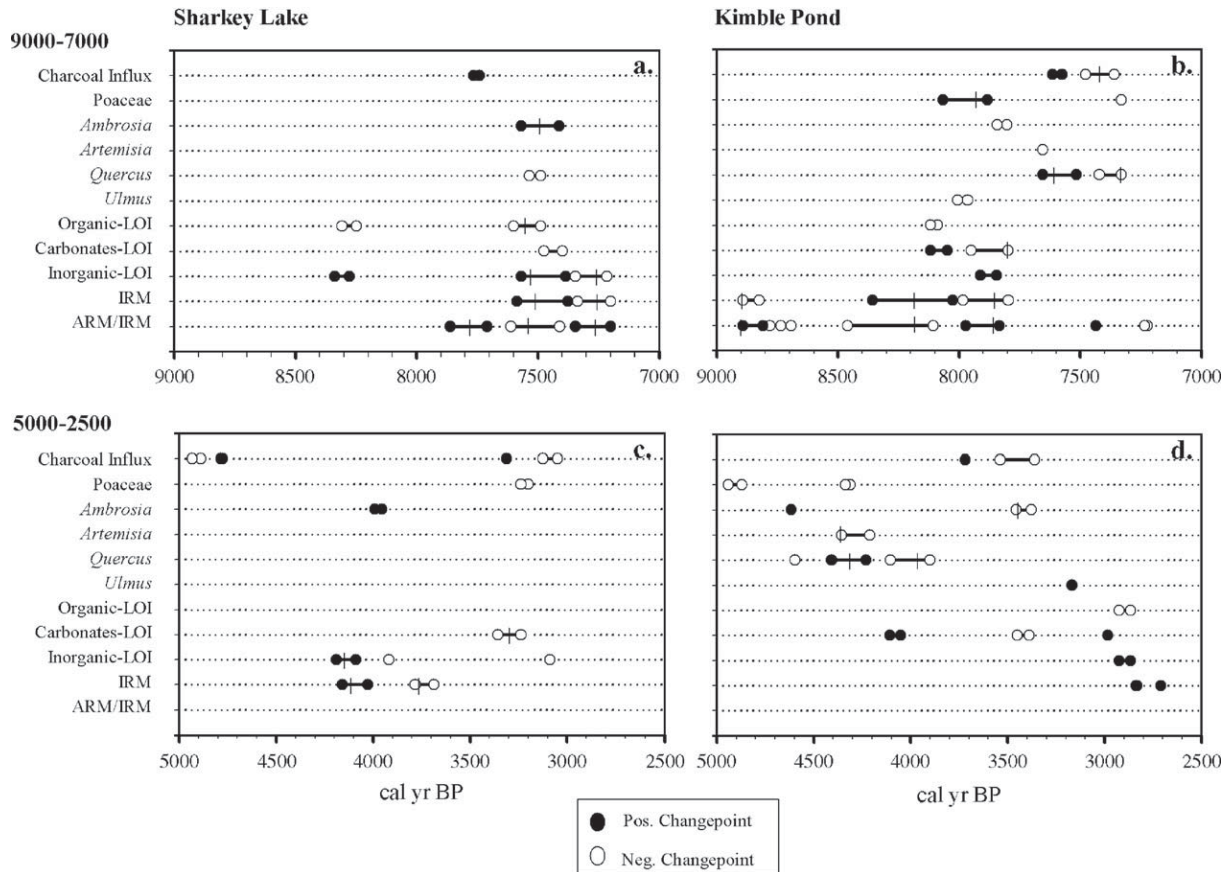 Sharkey Lake
Kimble Pond
9000-7000
a.
b.
Charcoal Influx
Poaceae
Ambrosia
Artemisia
Quercus
Ulmus
Organic-LOI
Carbonates-LOI
Inorganic-LOI
IRM
ARM/IRM
9000 8500 8000 7500 7000
9000 8500 8000 7500 7000
5000-2500
c.
d.
Charcoal Influx
Poaceae
Ambrosia
Artemisia
Quercus
Ulmus
Organic-LOI
Carbonates-LOI
Inorganic-LOI
IRM
ARM/IRM
5000 4500 4000 3500 3000 2500
5000 4500 4000 3500 3000 2500
cal yr BP
cal yr BP
Pos. Changepoint
Neg. Changepoint